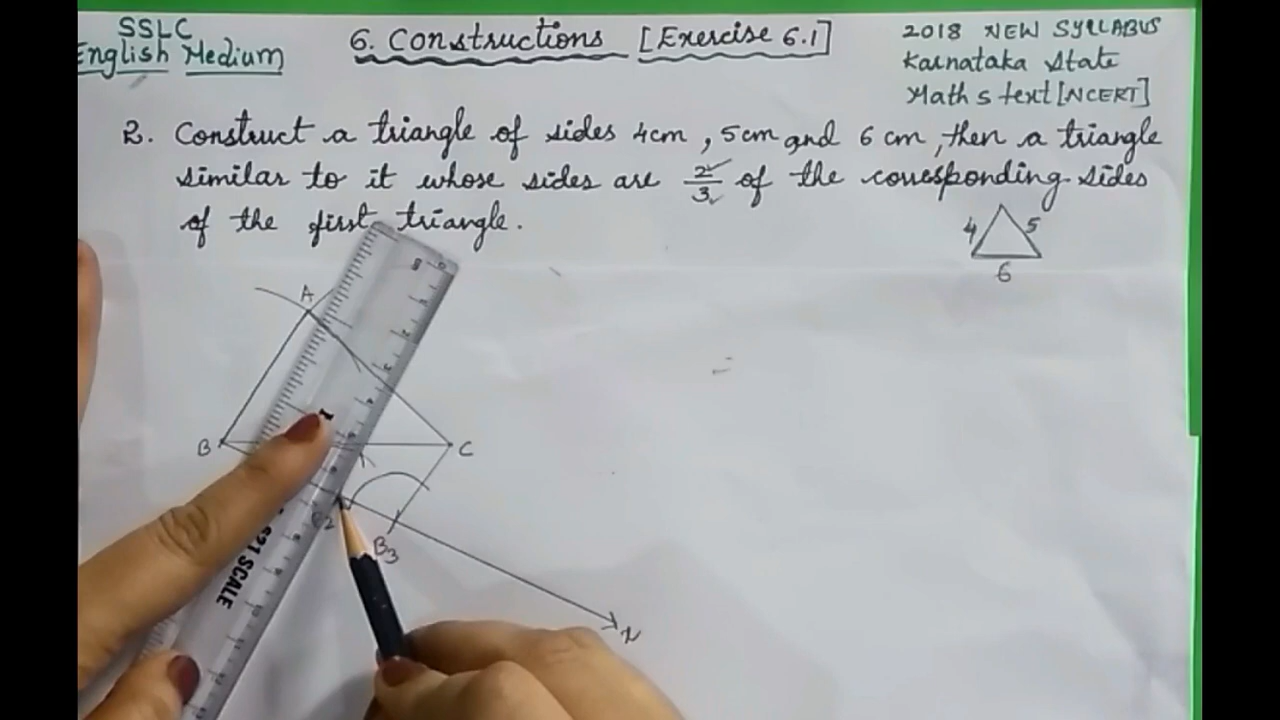 SSLC
English Medium
6. Constructions [Exercise 6.1]
2018 NEW SYLLABUS
Karnataka State
Maths text [NCERT]
2. Construct a triangle of sides 4cm, 5cm and 6 cm, then a triangle
similar to it whose sides are 2/3 of the corresponding sides
of the first triangle.
4 5
6
A
B
C
B3
X
SCALE